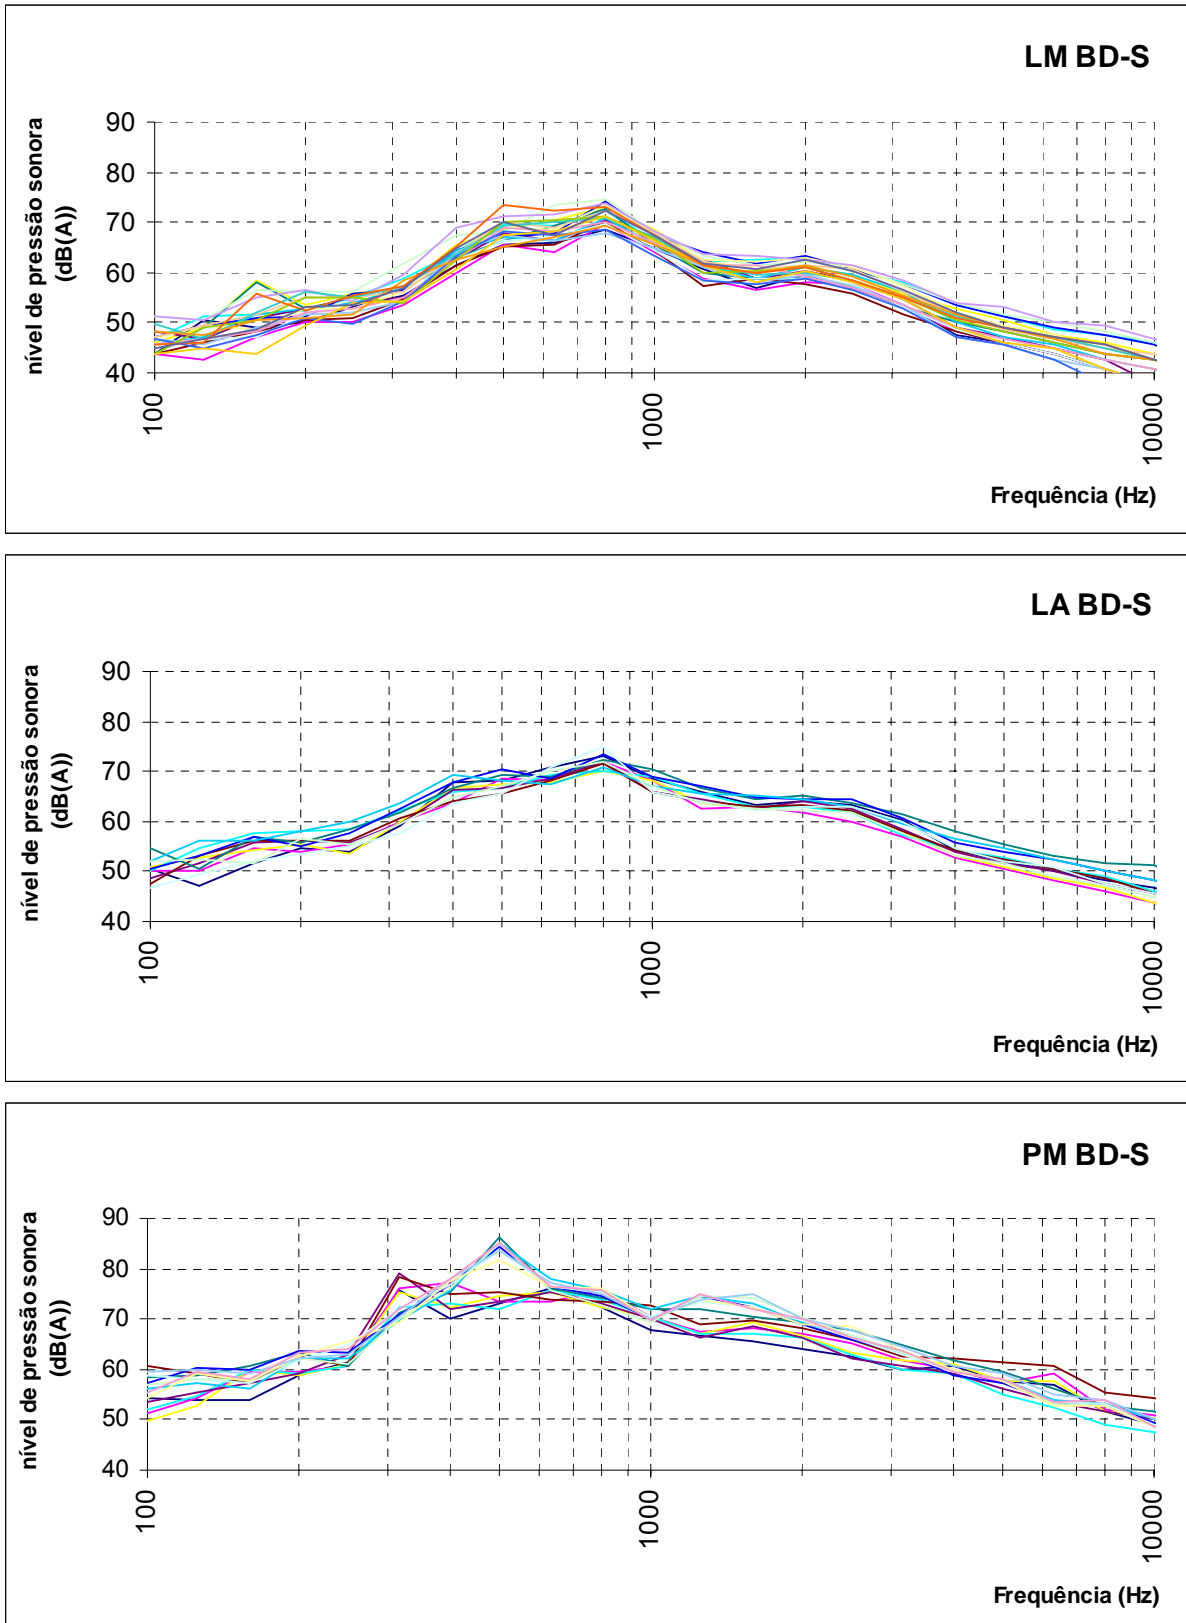 LM BD-S
nível de pressão sonora
(dB(A))
90
80
70
60
50
40
100
1000
10000
Frequência (Hz)
LA BD-S
nível de pressão sonora
(dB(A))
90
80
70
60
50
40
100
1000
10000
Frequência (Hz)
PM BD-S
nível de pressão sonora
(dB(A))
90
80
70
60
50
40
100
1000
10000
Frequência (Hz)